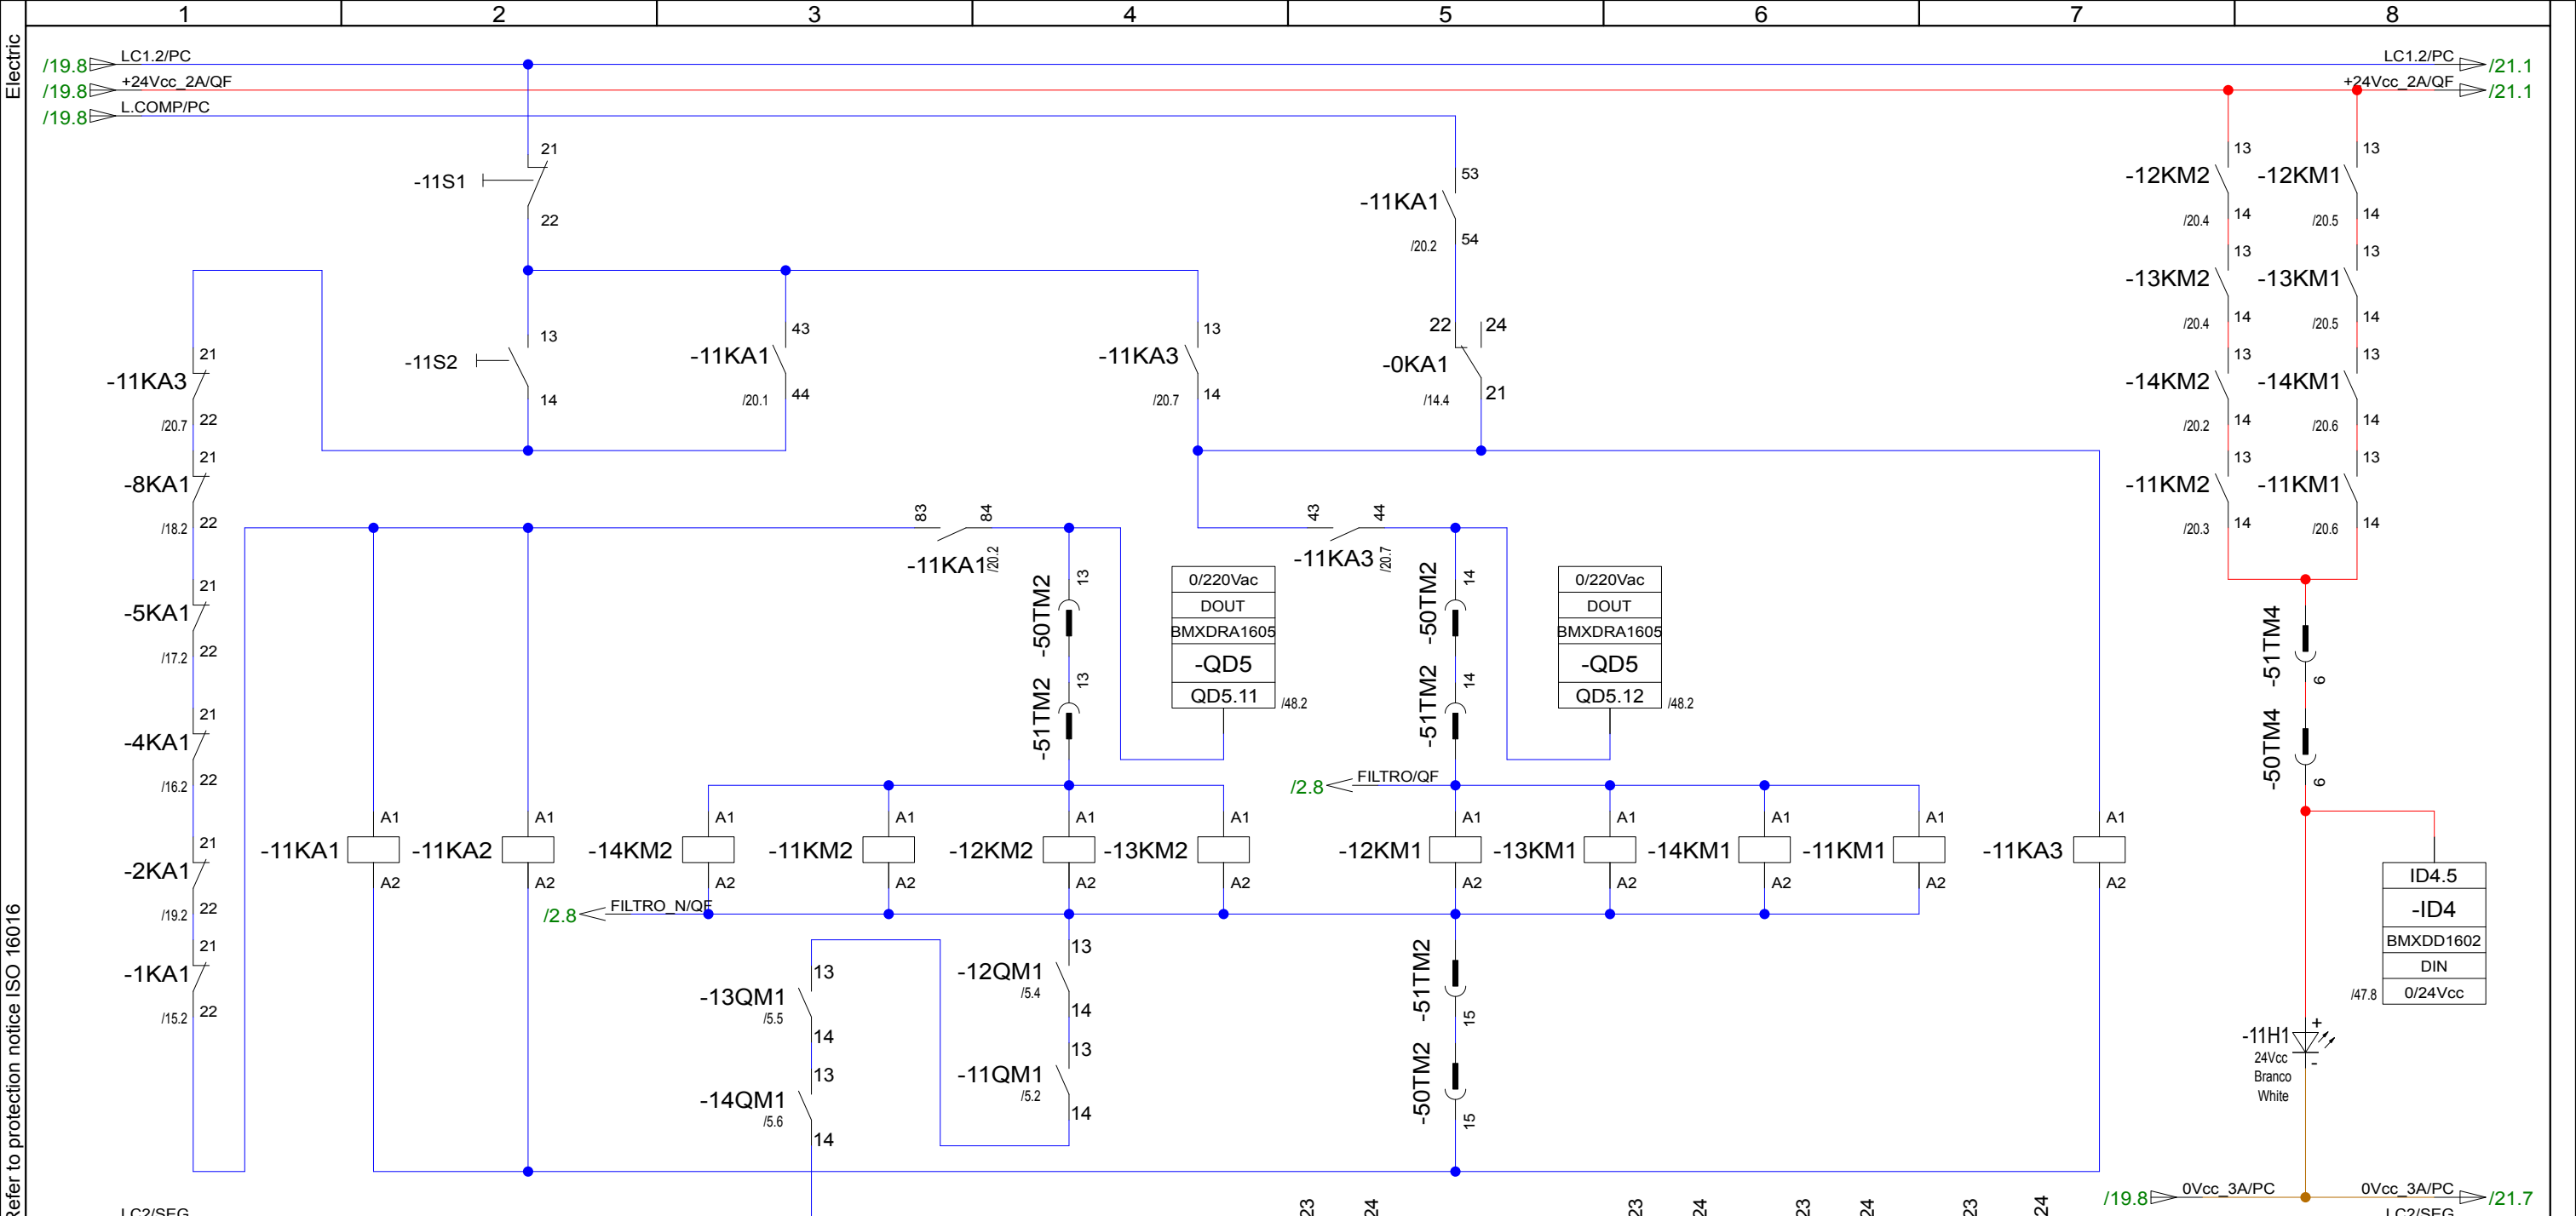 1 2 3 4 5 6 7 8
Electric
/19.8 LC1.2/PC LC1.2/PC /21.1
/19.8 +24Vcc_2A/QF +24Vcc_2A/QF /21.1
/19.8 L.COMP/PC
21
-11S1
22
53
-11KA1
/20.2 54
13 13
-12KM2 -12KM1
/20.4 14 /20.5 14
13 13
-13KM2 -13KM1
/20.4 14 /20.5 14
13 13
-14KM2 -14KM1
/20.2 14 /20.6 14
13 13
-11KM2 -11KM1
/20.3 14 /20.6 14
21
-11KA3
/20.7 22
13
-11S2
14
43
-11KA1
/20.1 44
13
-11KA3
/20.7 14
22 24
-0KA1
/14.4 21
21
-8KA1
/18.2 22
21
-5KA1
/17.2 22
21
-4KA1
/16.2 22
21
-2KA1
/19.2 22
21
-1KA1
/15.2 22
83 84
-11KA1 /20.2
43 44
-11KA3 /20.7
-50TM2 13
-51TM2 13
0/220Vac
DOUT
BMXDRA1605
-QD5
QD5.11 /48.2
-50TM2 14
-51TM2 14
0/220Vac
DOUT
BMXDRA1605
-QD5
QD5.12 /48.2
-51TM4 6
-50TM4 6
/2.8 FILTRO/QF
A1 A1 A1 A1 A1 A1 A1 A1 A1 A1 A1
-11KA1 -11KA2 -14KM2 -11KM2 -12KM2 -13KM2 -12KM1 -13KM1 -14KM1 -11KM1 -11KA3
A2 A2 A2 A2 A2 A2 A2 A2 A2 A2 A2
/2.8 FILTRO_N/QF
13
-13QM1
/5.5
14
13
-14QM1
/5.6
14
13
-12QM1
/5.4
14
13
-11QM1
/5.2
14
-51TM2 15
-50TM2 15
ID4.5
-ID4
BMXDD1602
DIN
/47.8 0/24Vcc
+
-11H1
24Vcc -
Branco
White
/19.8 0Vcc_3A/PC 0Vcc_3A/PC /21.7
23 24 23 24 23 24 23 24
LC2/SEG LC2/SEG
Refer to protection notice ISO 16016